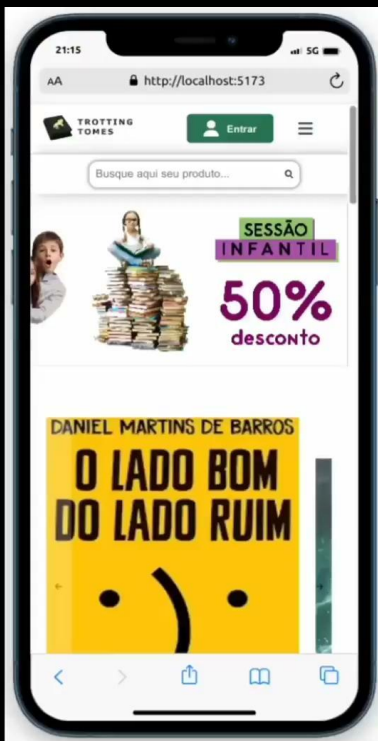 21:15
5G
AA
http://localhost:5173
TROTTING
TOMES
Entrar
Busque aqui seu produto...
SESSÃO
INFANTIL
50%
desconto
DANIEL MARTINS DE BARROS
O LADO BOM
DO LADO RUIM